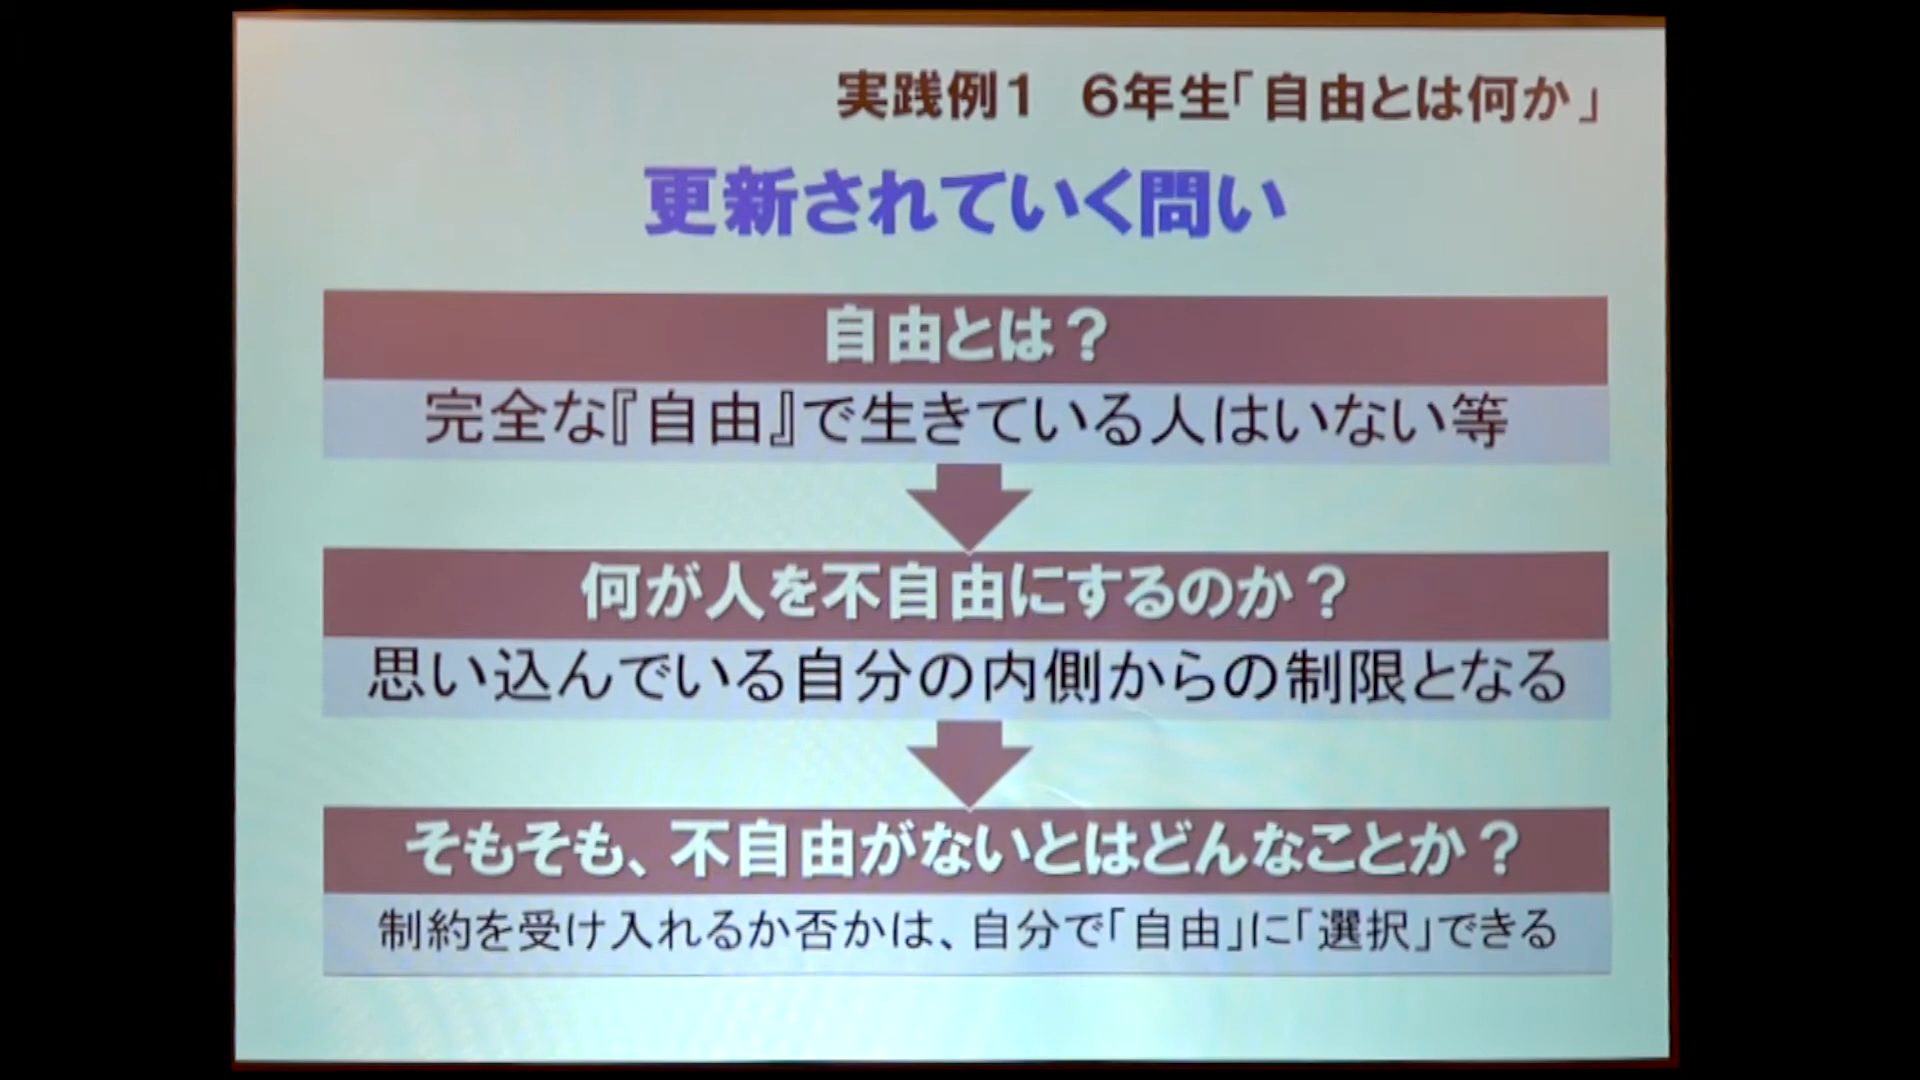 実践例１　６年生「自由とは何か」
更新されていく問い
自由とは？
完全な『自由』で生きている人はいない等
何が人を不自由にするのか？
思い込んでいる自分の内側からの制限となる
そもそも、不自由がないとはどんなことか？
制約を受け入れるか否かは、自分で「自由」に「選択」できる